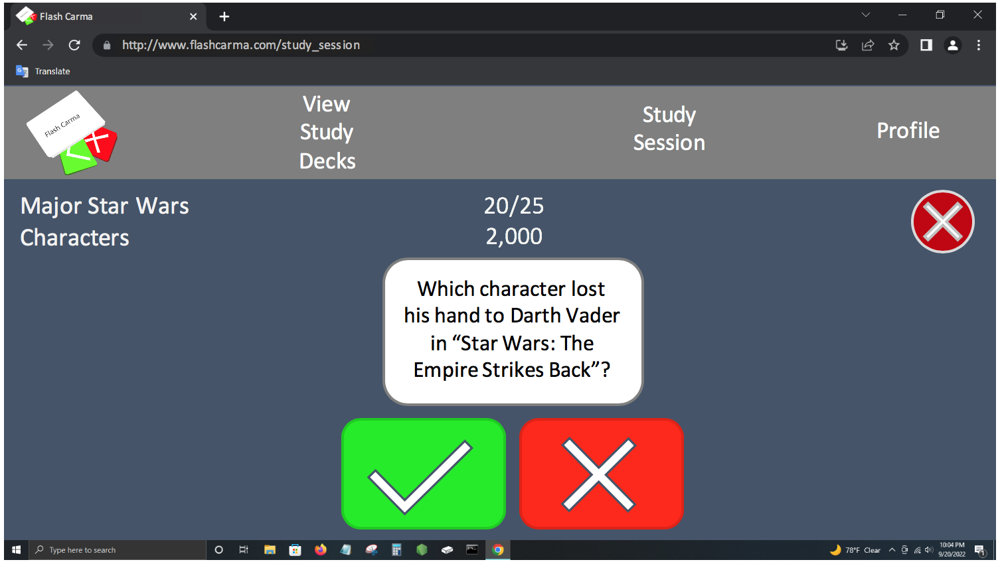 Flash Carma
http://www.flashcarma.com/study_session
Translate
Flash Carma
View
Study
Decks
Study
Session
Profile
Major Star Wars
Characters
20/25
2,000
Which character lost
his hand to Darth Vader
in “Star Wars: The
Empire Strikes Back”?
Type here to search
78°F Clear
10:04 PM
9/20/2022
1